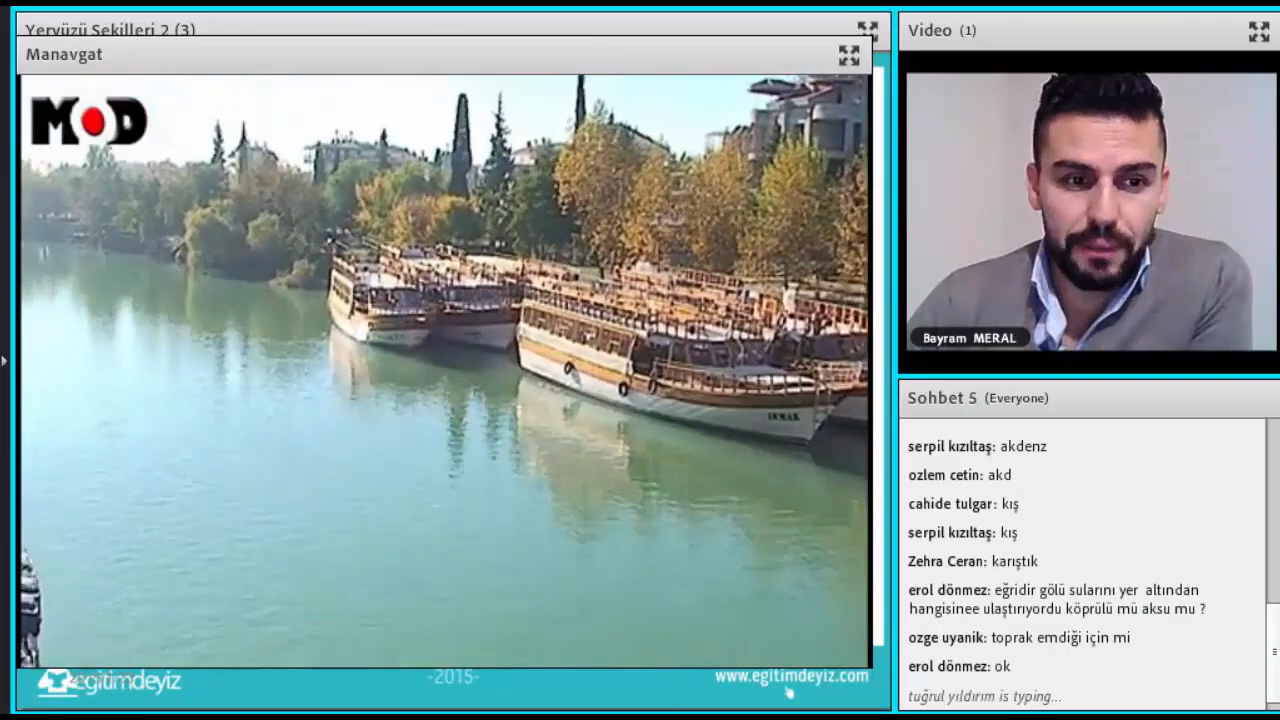 Yeryüzü Şekilleri 2 (3)
Manavgat
MOD
IRMAK
egitimdeyiz
-2015-
www.egitimdeyiz.com
Video (1)
Bayram MERAL
Sohbet 5 (Everyone)
serpil kızıltaş: akdenz
ozlem cetin: akd
cahide tulgar: kış
serpil kızıltaş: kış
Zehra Ceran: karıştık
erol dönmez: eğridir gölü sularını yer altından
hangisinee ulaştırıyordu köprülü mü aksu mu ?
ozge uyanik: toprak emdiği için mi
erol dönmez: ok
tuğrul yıldırım is typing...